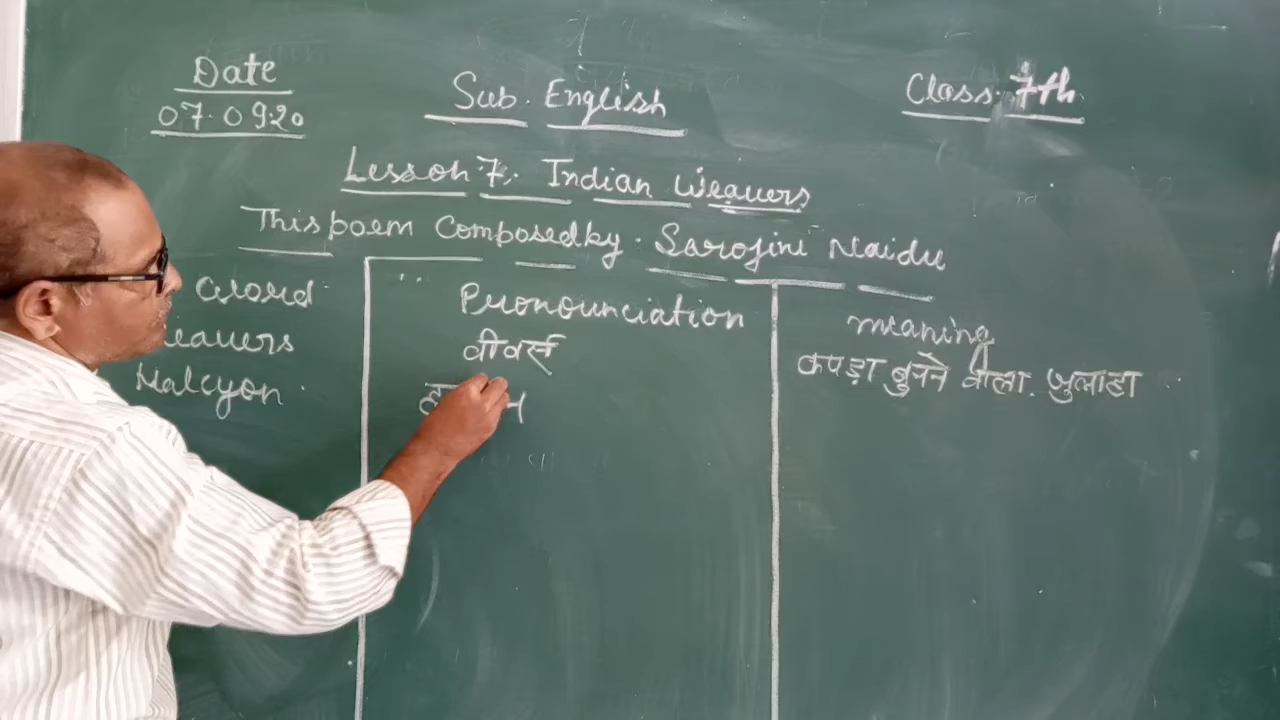 Date
07.09.20
Sub. English
Class. 7th
Lesson 7. Indian Weavers
This poem Composed by. Sarojini Naidu
Word Pronounciation meaning
eavers वीवर्स कपड़ा बुनने वाला. जुलाहा
Halcyon